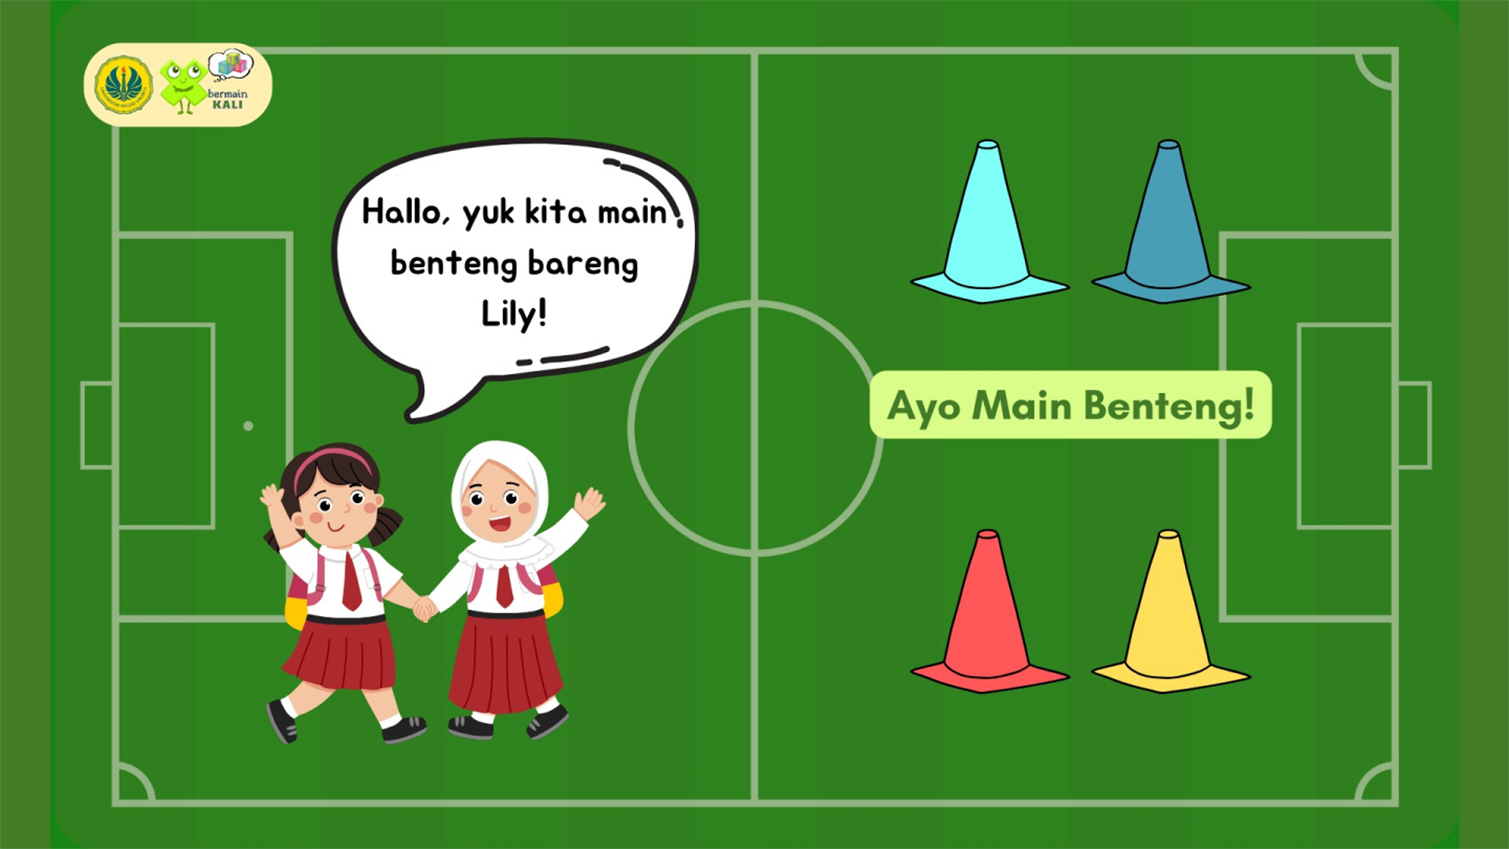 bermain
KALI
Hallo, yuk kita main
benteng bareng
Lily!
Ayo Main Benteng!